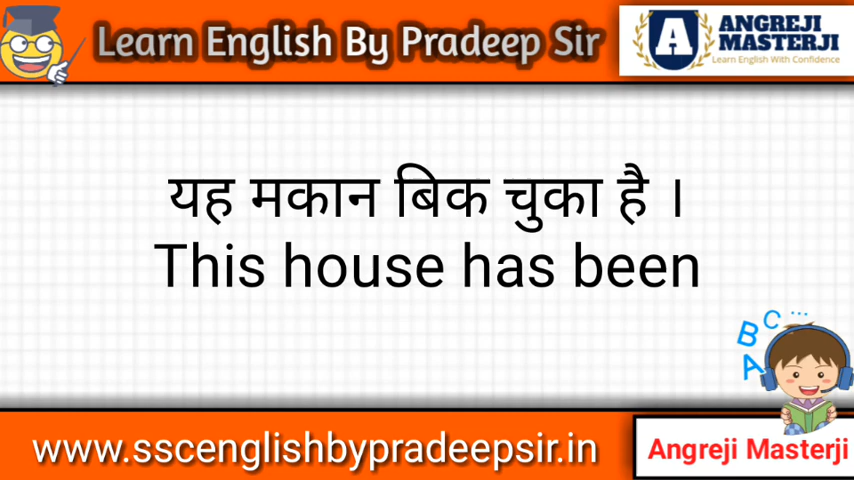 Learn English By Pradeep Sir
A
ANGREJI
MASTERJI
Learn English With Confidence
यह मकान बिक चुका है ।
This house has been
A B C ...
www.sscenglishbypradeepsir.in
Angreji Masterji